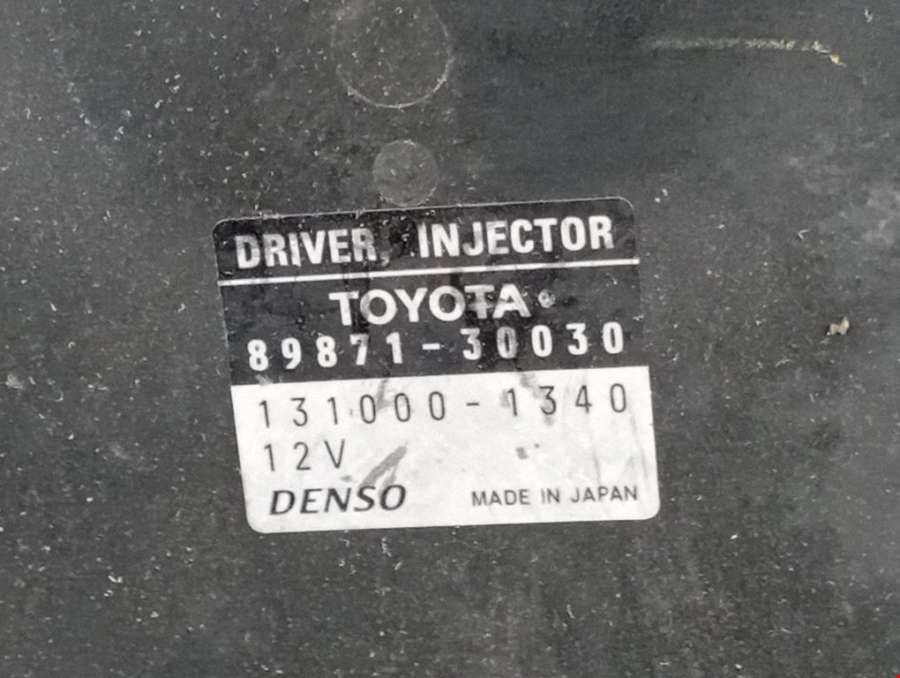 DRIVER, INJECTOR
TOYOTA
89871-30030
131000-1340
12V
DENSO MADE IN JAPAN